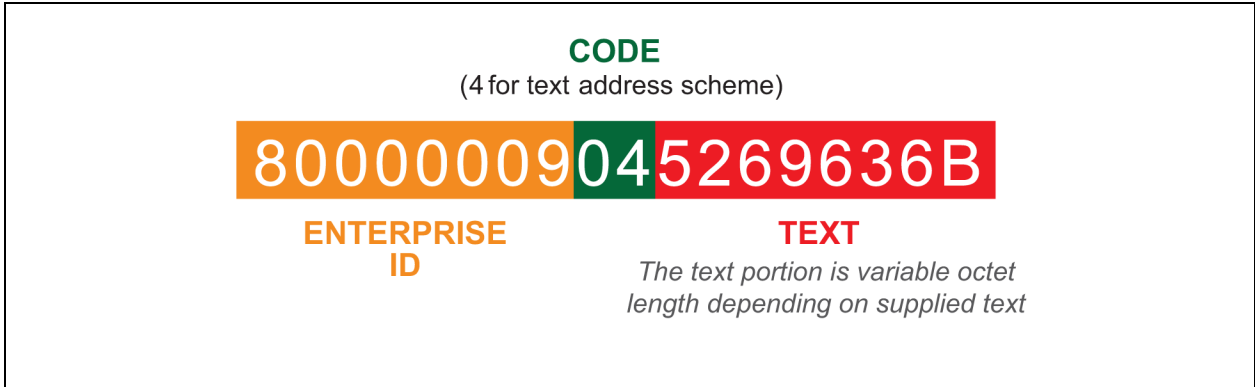 CODE
(4 for text address scheme)
80000009045269636B
ENTERPRISE
ID
TEXT
The text portion is variable octet
length depending on supplied text